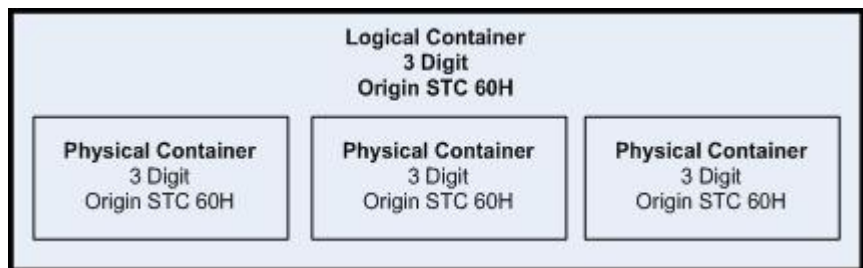 Logical Container
3 Digit
Origin STC 60H
Physical Container
3 Digit
Origin STC 60H
Physical Container
3 Digit
Origin STC 60H
Physical Container
3 Digit
Origin STC 60H